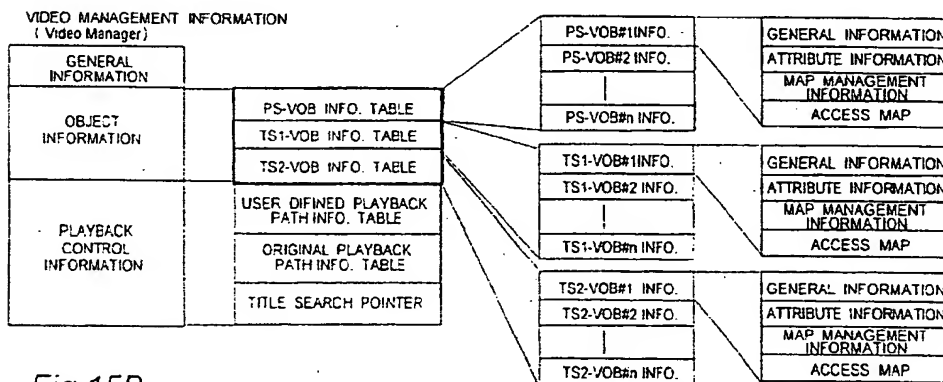 VIDEO MANAGEMENT INFORMATION
( Video Manager)
GENERAL
INFORMATION
OBJECT
INFORMATION
PLAYBACK
CONTROL
INFORMATION
PS-VOB INFO. TABLE
TS1-VOB INFO. TABLE
TS2-VOB INFO. TABLE
USER DIFINED PLAYBACK
PATH INFO. TABLE
ORIGINAL PLAYBACK
PATH INFO. TABLE
TITLE SEARCH POINTER
PS-VOB#1INFO.
PS-VOB#2 INFO.
PS-VOB#n INFO.
GENERAL INFORMATION
ATTRIBUTE INFORMATION
MAP MANAGEMENT
INFORMATION
ACCESS MAP
TS1-VOB#1INFO.
TS1-VOB#2 INFO.
TS1-VOB#n INFO.
GENERAL INFORMATION
ATTRIBUTE INFORMATION
MAP MANAGEMENT
INFORMATION
ACCESS MAP
TS2-VOB#1 INFO.
TS2-VOB#2 INFO.
TS2-VOB#n INFO.
GENERAL INFORMATION
ATTRIBUTE INFORMATION
MAP MANAGEMENT
INFORMATION
ACCESS MAP
Fig.15B